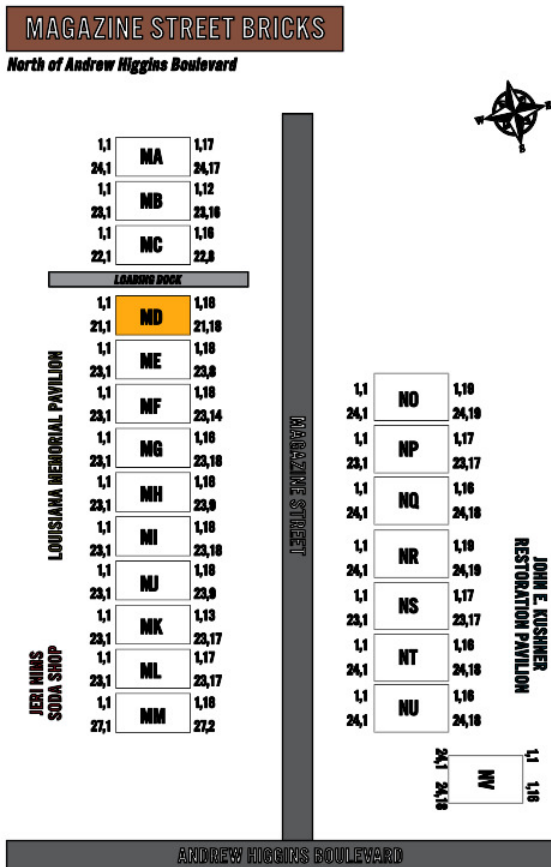 MAGAZINE STREET BRICKS
North of Andrew Higgins Boulevard
N
E
S
W
1,1 MA 1,17
24,1 24,17
1,1 MB 1,12
23,1 23,16
1,1 MC 1,16
22,1 22,8
LOADING DOCK
1,1 MD 1,18
21,1 21,18
1,1 ME 1,18
23,1 23,8
1,1 MF 1,18
23,1 23,14
1,1 MG 1,16
23,1 23,18
1,1 MH 1,18
23,1 23,9
1,1 MI 1,18
23,1 23,18
1,1 MJ 1,18
23,1 23,9
1,1 MK 1,13
23,1 23,17
1,1 ML 1,17
23,1 23,17
1,1 MM 1,18
27,1 27,2
LOUISIANA MEMORIAL PAVILION
JERI NIMS
SODA SHOP
MAGAZINE STREET
1,1 NO 1,19
24,1 24,19
1,1 NP 1,17
23,1 23,17
1,1 NQ 1,16
24,1 24,18
1,1 NR 1,19
24,1 24,19
1,1 NS 1,17
23,1 23,17
1,1 NT 1,16
24,1 24,18
1,1 NU 1,16
24,1 24,18
JOHN E. KUSHNER
RESTORATION PAVILION
1,1 NV 1,16
24,1 24,18
ANDREW HIGGINS BOULEVARD